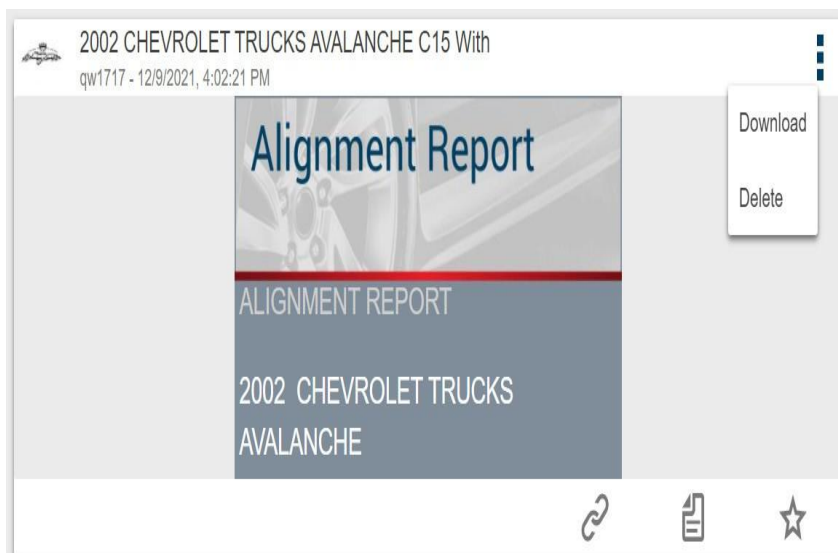 2002 CHEVROLET TRUCKS AVALANCHE C15 With
qw1717 - 12/9/2021, 4:02:21 PM
Download
Delete
Alignment Report
ALIGNMENT REPORT
2002 CHEVROLET TRUCKS
AVALANCHE